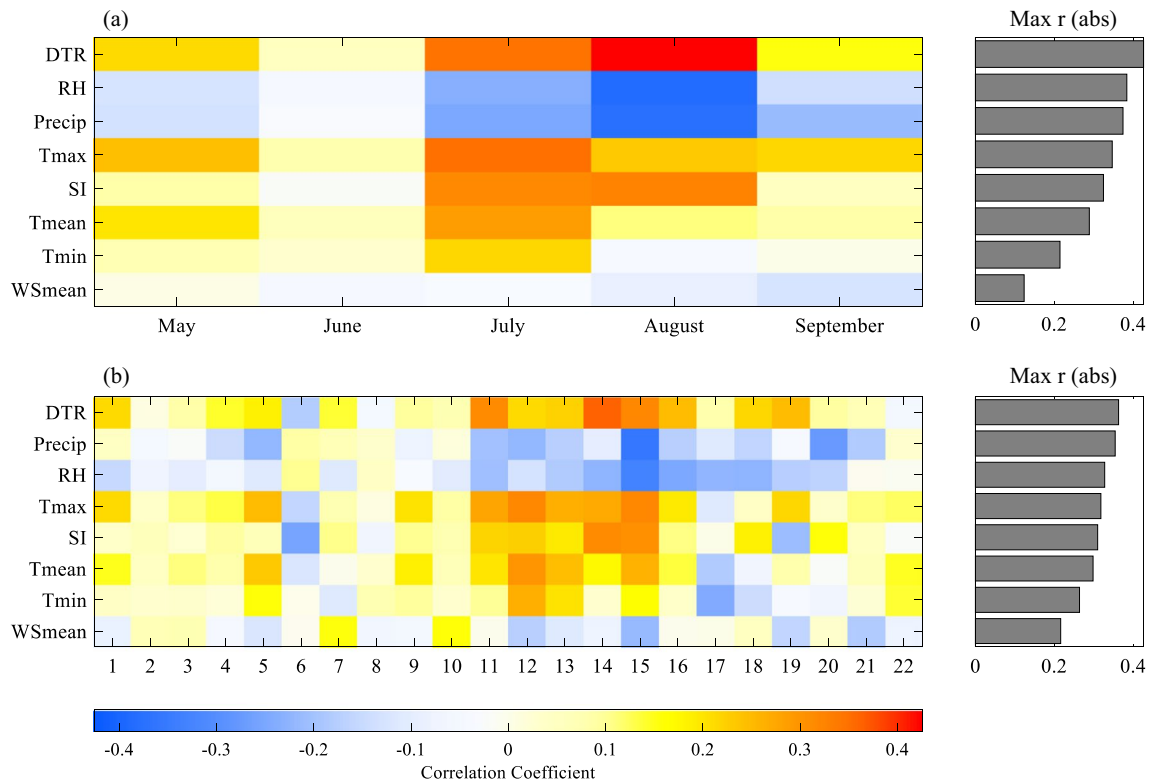 (a) Max r (abs)
DTR
RH
Precip
Tmax
SI
Tmean
Tmin
WSmean
May June July August September 0 0.2 0.4
(b) Max r (abs)
DTR
Precip
RH
Tmax
SI
Tmean
Tmin
WSmean
1 2 3 4 5 6 7 8 9 10 11 12 13 14 15 16 17 18 19 20 21 22 0 0.2 0.4
-0.4 -0.3 -0.2 -0.1 0 0.1 0.2 0.3 0.4
Correlation Coefficient